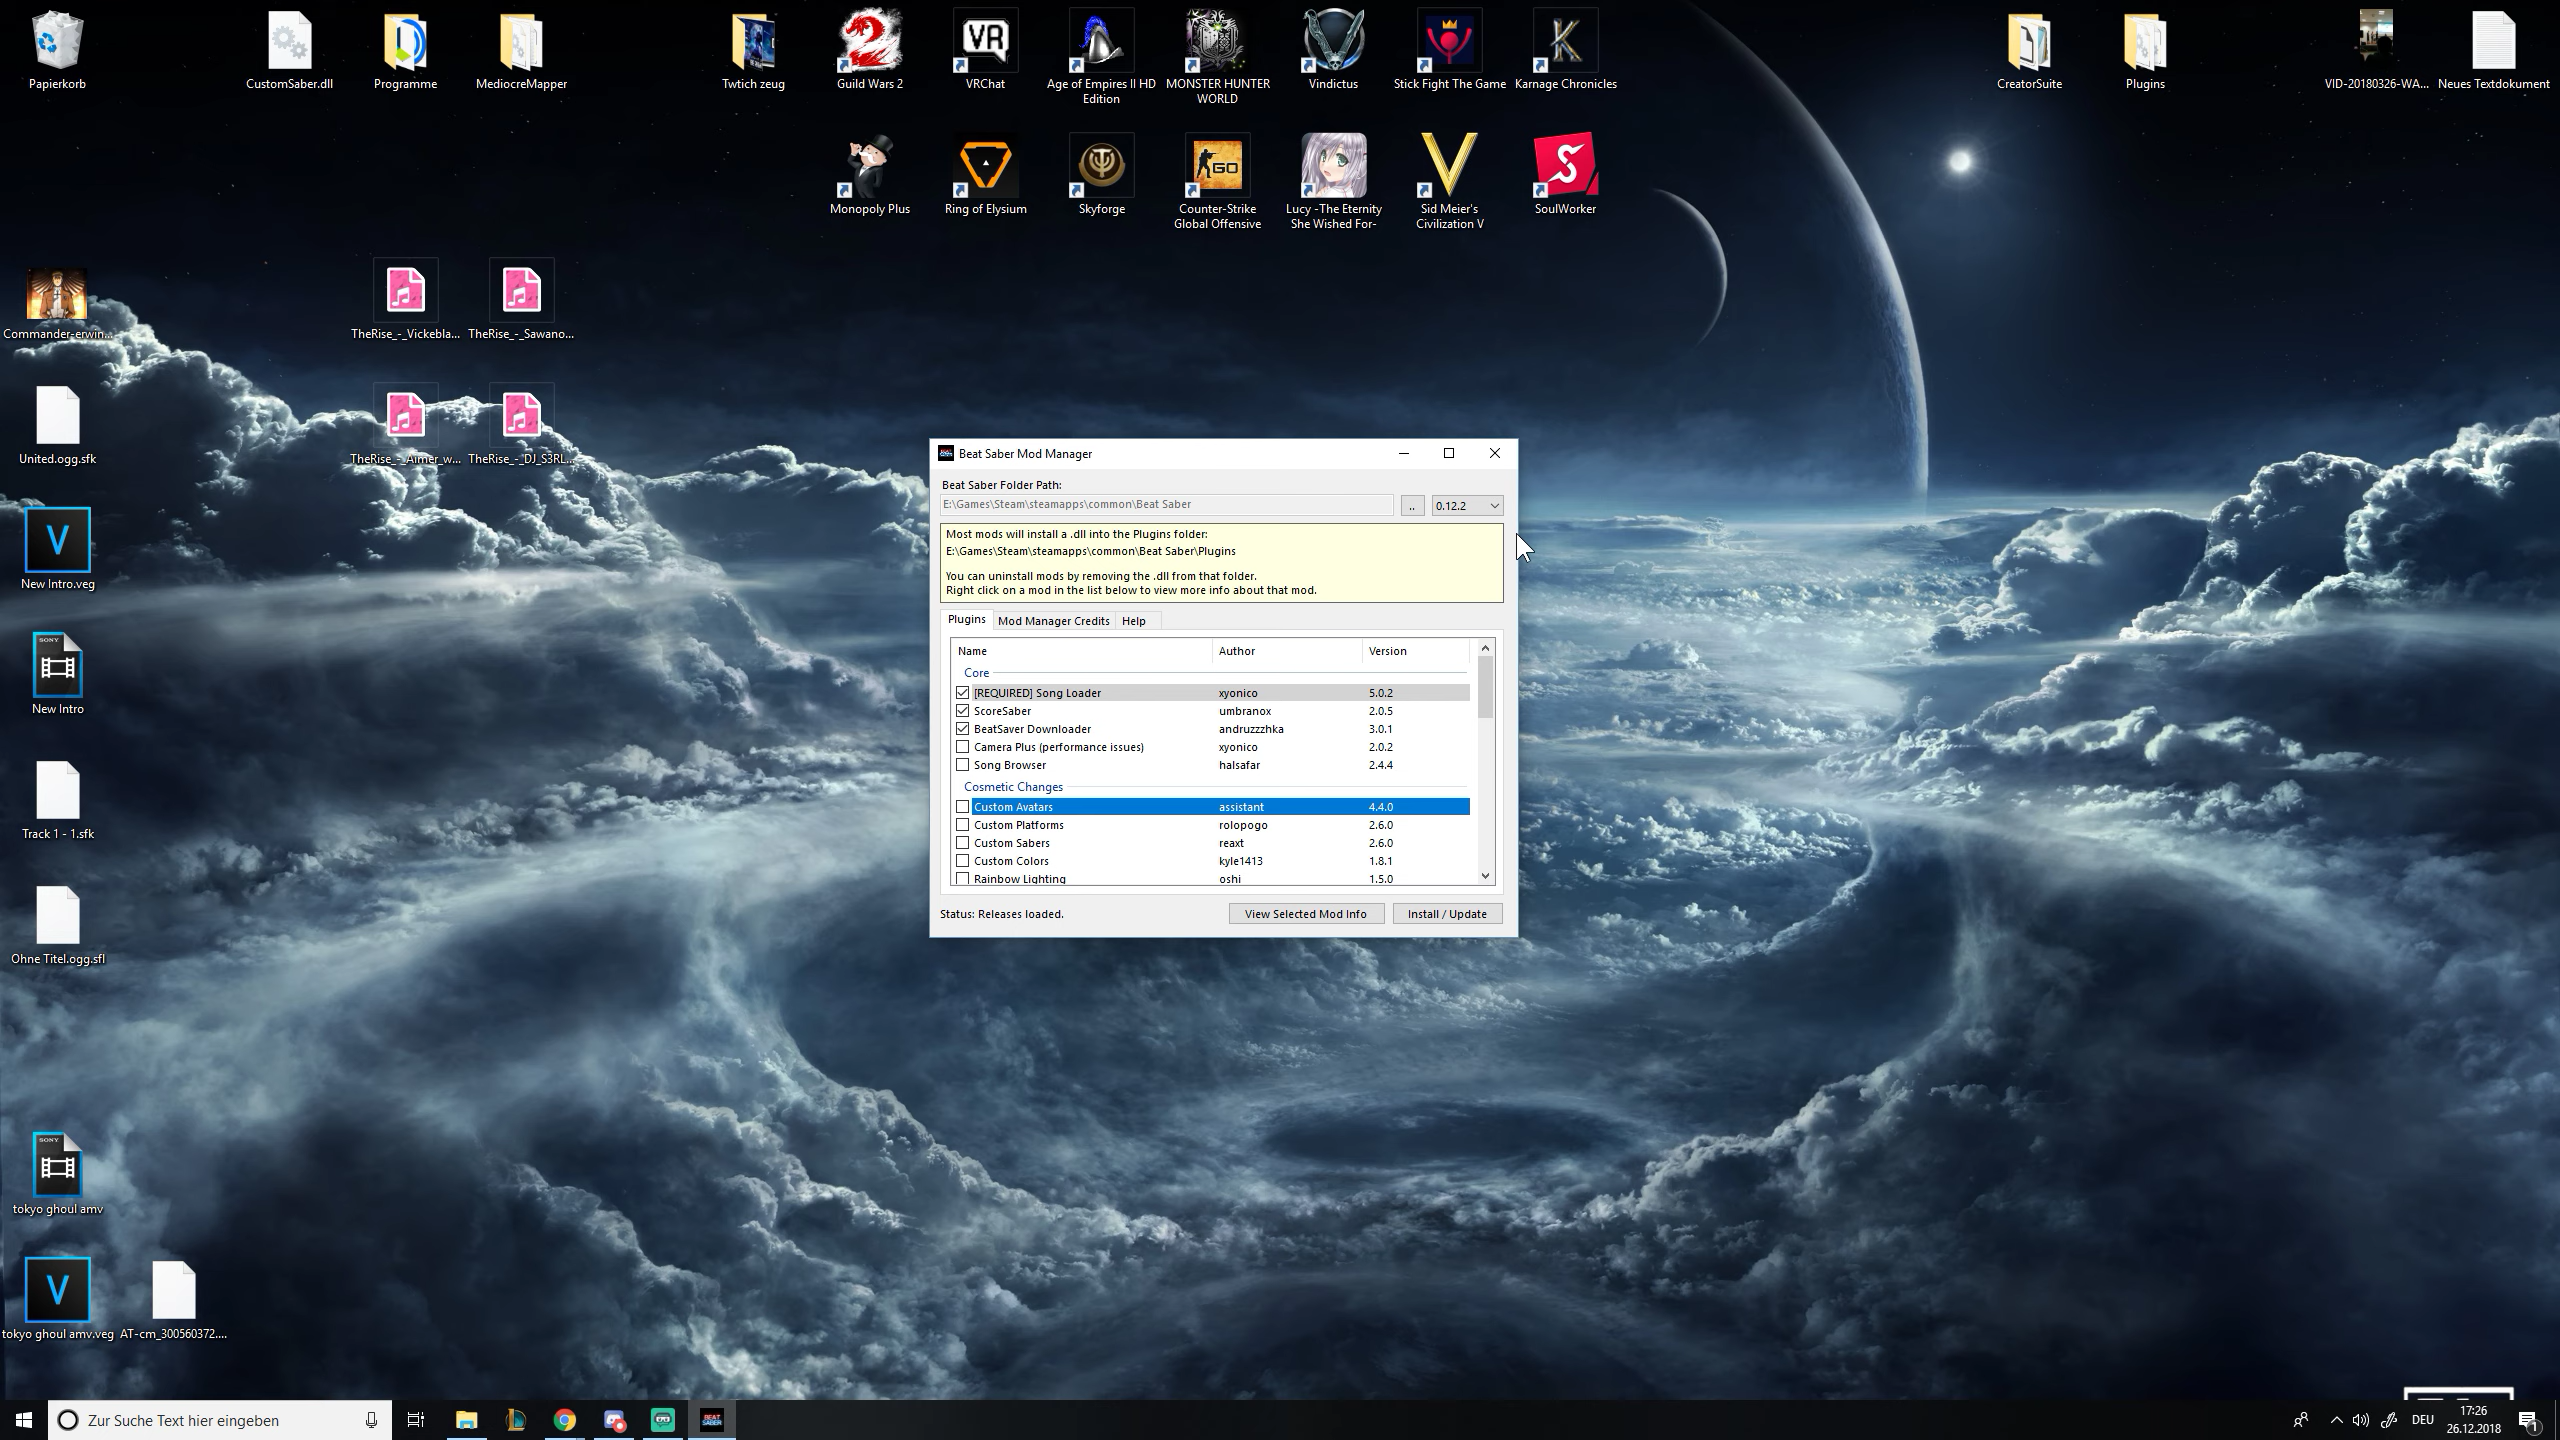 Papierkorb
CustomSaber.dll
Programme
MediocreMapper
Twtich zeug
Guild Wars 2
VRChat
Age of Empires II HD
Edition
MONSTER HUNTER
WORLD
Vindictus
Stick Fight The Game
Karnage Chronicles
CreatorSuite
Plugins
VID-20180326-WA...
Neues Textdokument
Monopoly Plus
Ring of Elysium
Skyforge
Counter-Strike
Global Offensive
Lucy -The Eternity
She Wished For-
Sid Meier's
Civilization V
SoulWorker
Commander-erwin...
TheRise_-_Vickebla...
TheRise_-_Sawano...
United.ogg.sfk
TheRise_-_Aimer_w...
TheRise_-_DJ_S3RL...
New Intro.veg
New Intro
Track 1 - 1.sfk
Ohne Titel.ogg.sfl
tokyo ghoul amv
tokyo ghoul amv.veg
AT-cm_300560372....
Beat Saber Mod Manager
Beat Saber Folder Path:
E:\Games\Steam\steamapps\common\Beat Saber
..
0.12.2
Most mods will install a .dll into the Plugins folder:
E:\Games\Steam\steamapps\common\Beat Saber\Plugins
You can uninstall mods by removing the .dll from that folder.
Right click on a mod in the list below to view more info about that mod.
Plugins Mod Manager Credits Help
Name Author Version
Core
[REQUIRED] Song Loader xyonico 5.0.2
ScoreSaber umbranox 2.0.5
BeatSaver Downloader andruzzzhka 3.0.1
Camera Plus (performance issues) xyonico 2.0.2
Song Browser halsafar 2.4.4
Cosmetic Changes
Custom Avatars assistant 4.4.0
Custom Platforms rolopogo 2.6.0
Custom Sabers reaxt 2.6.0
Custom Colors kyle1413 1.8.1
Rainbow Lighting oshi 1.5.0
Status: Releases loaded.
View Selected Mod Info
Install / Update
VR
GO
SONY
SONY
V
V
Zur Suche Text hier eingeben
BEAT
SABER
DEU
17:26
26.12.2018
1